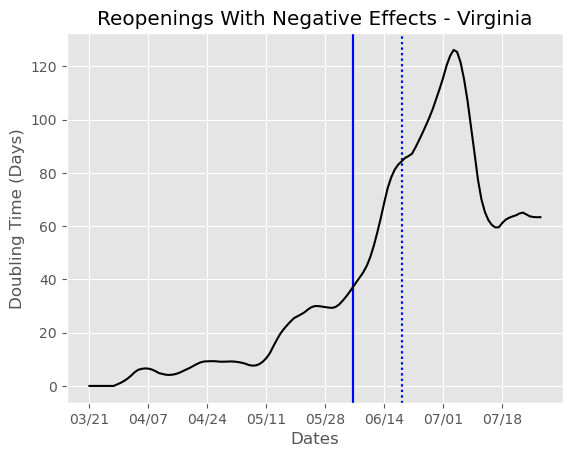 Reopenings With Negative Effects - Virginia
Doubling Time (Days)
120
100
80
60
40
20
0
03/21 04/07 04/24 05/11 05/28 06/14 07/01 07/18
Dates